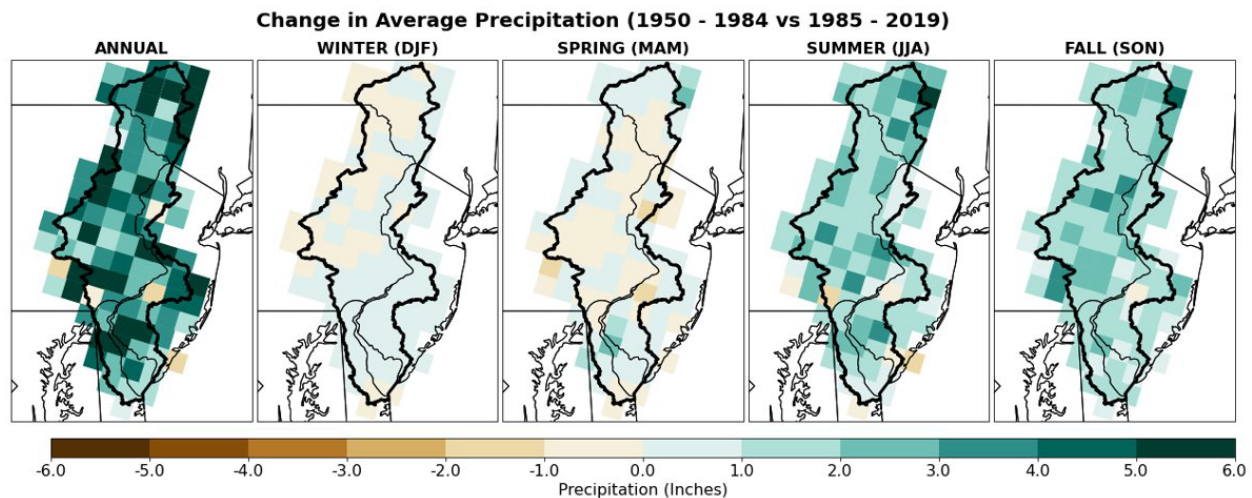 Change in Average Precipitation (1950 - 1984 vs 1985 - 2019)
ANNUAL
WINTER (DJF)
SPRING (MAM)
SUMMER (JJA)
FALL (SON)
-6.0 -5.0 -4.0 -3.0 -2.0 -1.0 0.0 1.0 2.0 3.0 4.0 5.0 6.0
Precipitation (Inches)